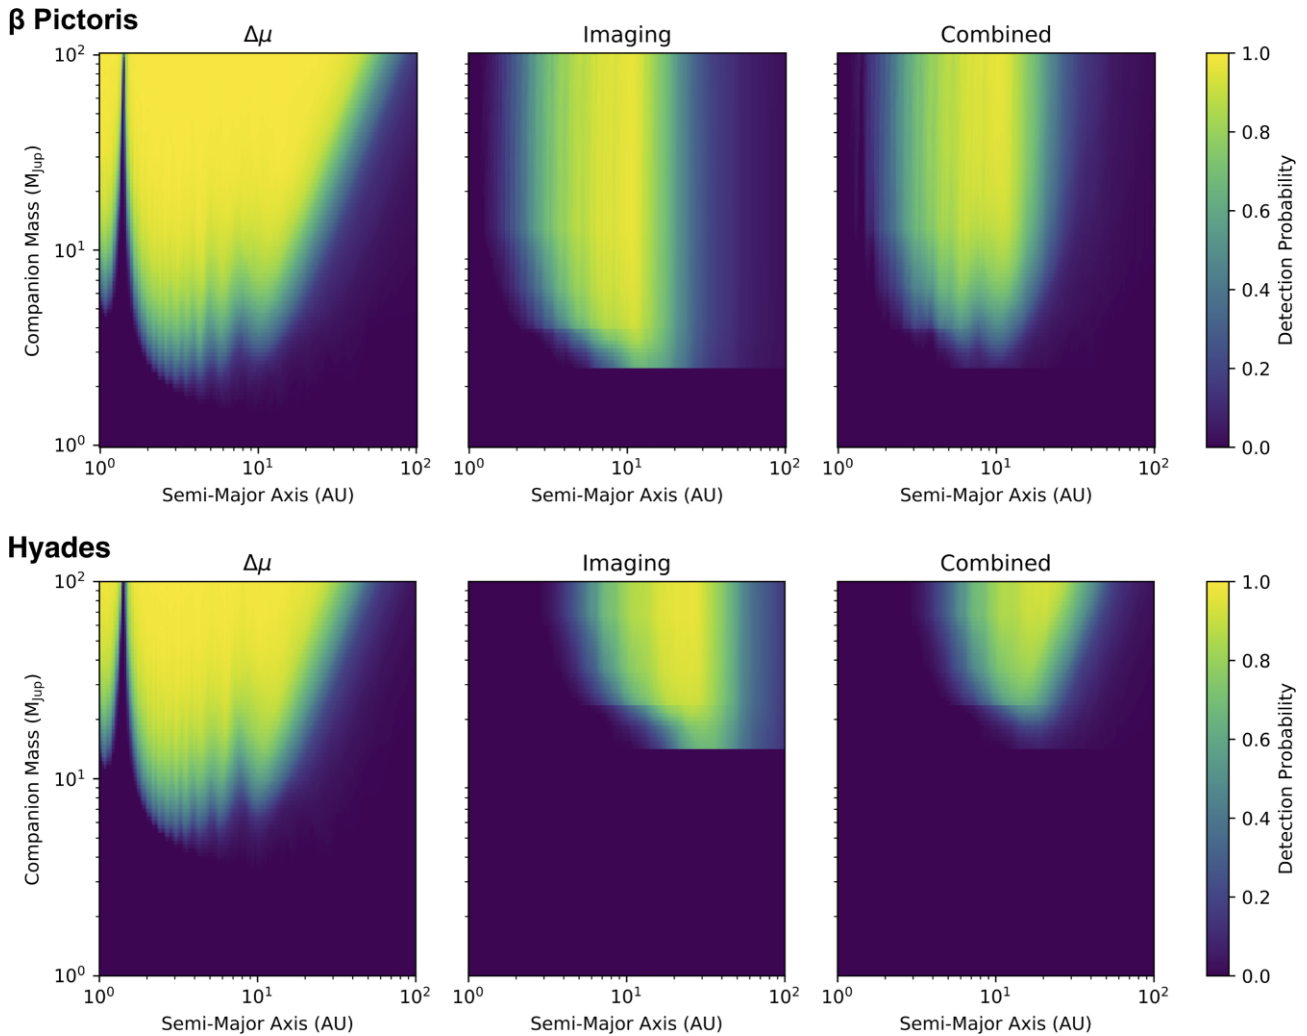 β Pictoris
Δμ
Imaging
Combined
10²
10¹
10⁰
Companion Mass (M_Jup)
10⁰ 10¹ 10²
Semi-Major Axis (AU)
10⁰ 10¹ 10²
Semi-Major Axis (AU)
10⁰ 10¹ 10²
Semi-Major Axis (AU)
1.0
0.8
0.6
0.4
0.2
0.0
Detection Probability
Hyades
Δμ
Imaging
Combined
10²
10¹
10⁰
Companion Mass (M_Jup)
10⁰ 10¹ 10²
Semi-Major Axis (AU)
10⁰ 10¹ 10²
Semi-Major Axis (AU)
10⁰ 10¹ 10²
Semi-Major Axis (AU)
1.0
0.8
0.6
0.4
0.2
0.0
Detection Probability